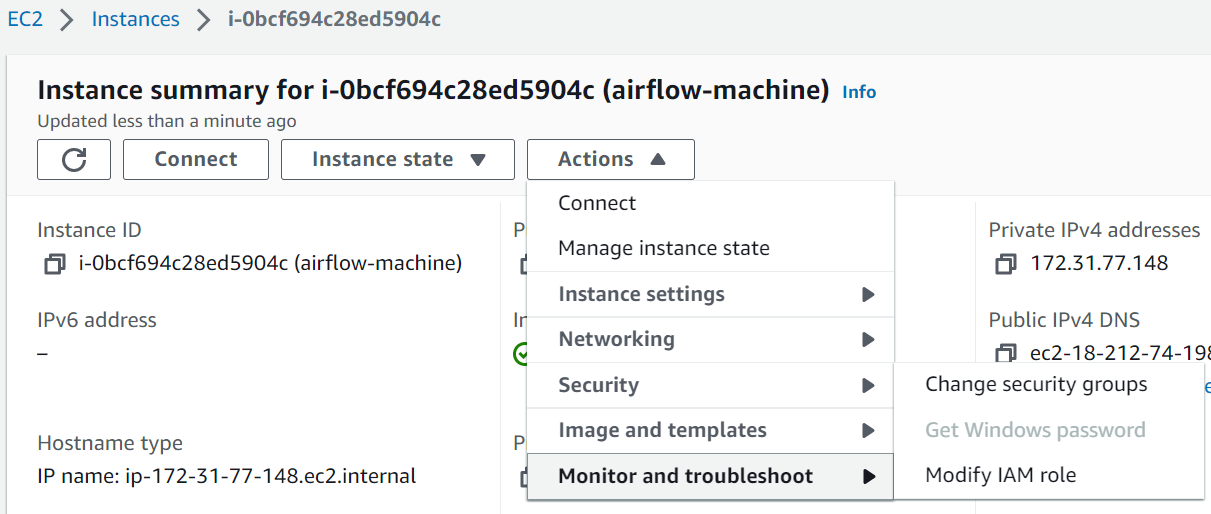 EC2 > Instances > i-0bcf694c28ed5904c
Instance summary for i-0bcf694c28ed5904c (airflow-machine) Info
Updated less than a minute ago
Connect
Instance state
Actions
Connect
Manage instance state
Instance settings
Networking
Security
Image and templates
Monitor and troubleshoot
Change security groups
Get Windows password
Modify IAM role
Instance ID
i-0bcf694c28ed5904c (airflow-machine)
IPv6 address
–
Hostname type
IP name: ip-172-31-77-148.ec2.internal
Private IPv4 addresses
172.31.77.148
Public IPv4 DNS
ec2-18-212-74-198